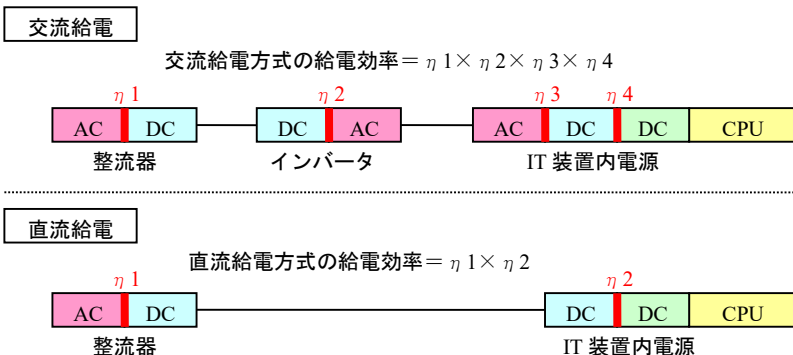 交流給電
交流給電方式の給電効率＝η1×η2×η3×η4
η1 η2 η3 η4
AC DC DC AC AC DC DC CPU
整流器 インバータ IT 装置内電源
直流給電
直流給電方式の給電効率＝η1×η2
η1 η2
AC DC DC DC CPU
整流器 IT 装置内電源